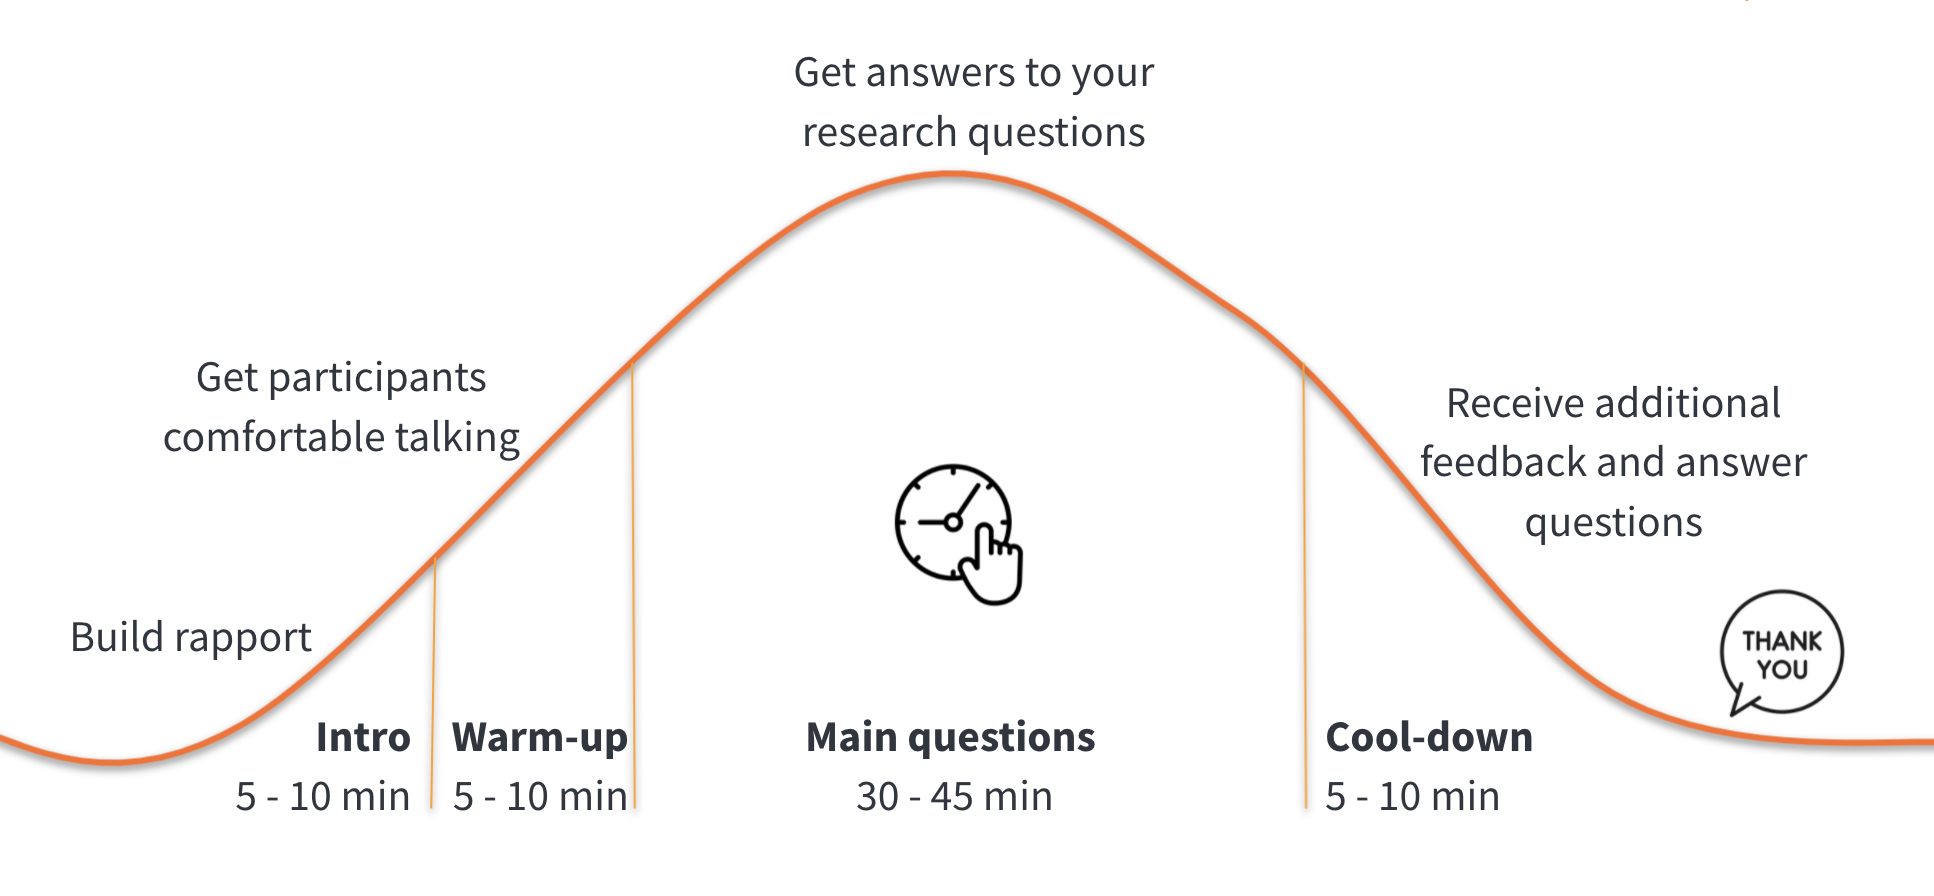 Get answers to your
research questions
Get participants
comfortable talking
Receive additional
feedback and answer
questions
Build rapport
THANK
YOU
Intro
5 - 10 min
Warm-up
5 - 10 min
Main questions
30 - 45 min
Cool-down
5 - 10 min